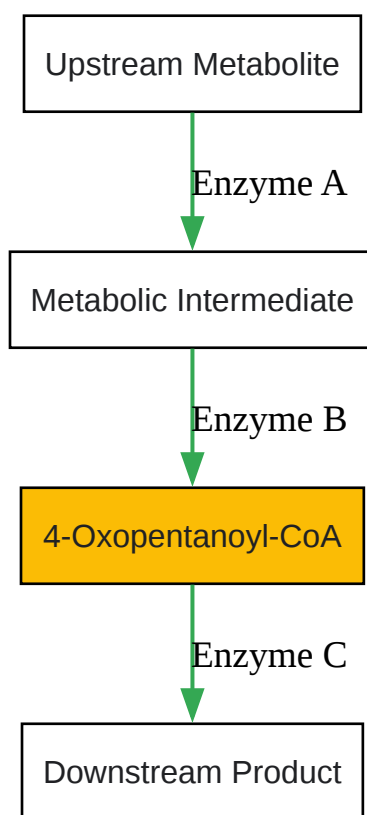 Upstream Metabolite
Enzyme A
Metabolic Intermediate
Enzyme B
4-Oxopentanoyl-CoA
Enzyme C
Downstream Product